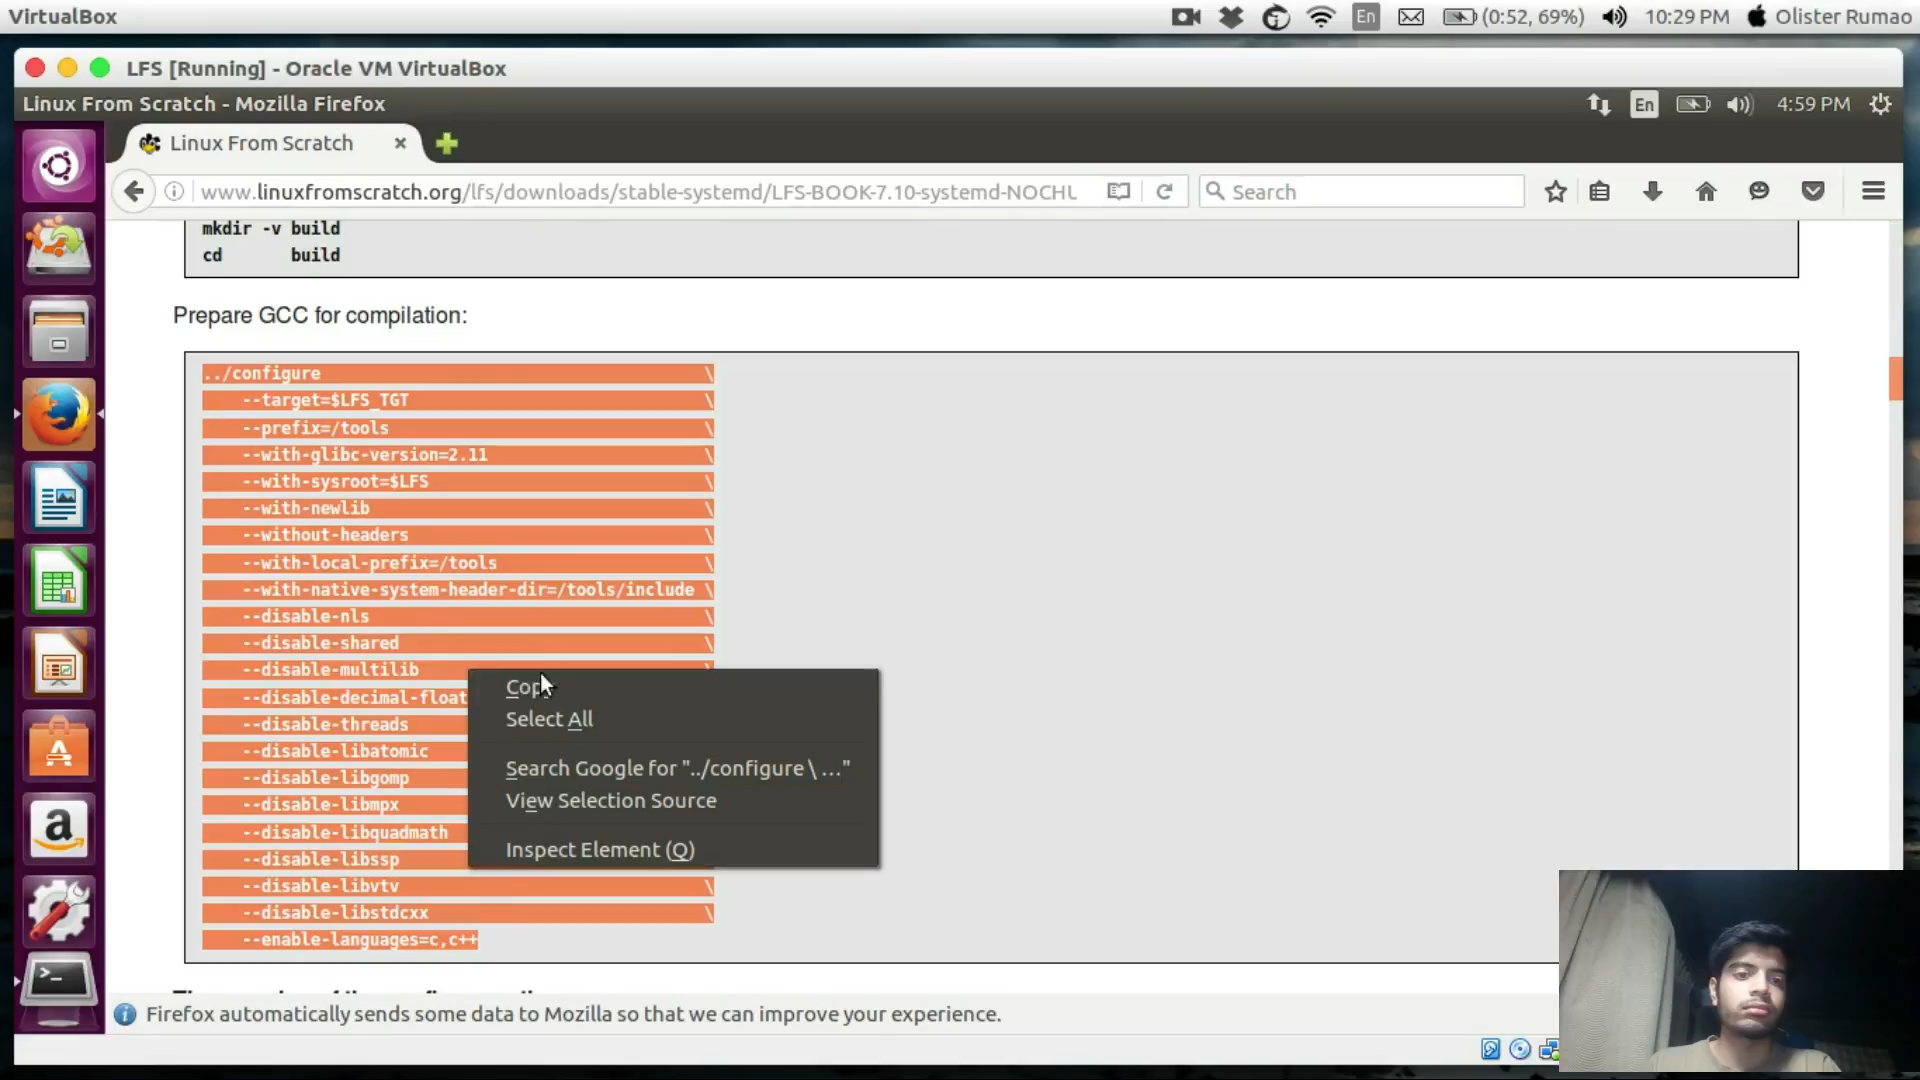 VirtualBox
En
(0:52, 69%)
10:29 PM
Olister Rumao
LFS [Running] - Oracle VM VirtualBox
Linux From Scratch - Mozilla Firefox
En
4:59 PM
Linux From Scratch
www.linuxfromscratch.org/lfs/downloads/stable-systemd/LFS-BOOK-7.10-systemd-NOCHU
Search
mkdir -v build
cd build
Prepare GCC for compilation:
../configure \
--target=$LFS_TGT \
--prefix=/tools \
--with-glibc-version=2.11 \
--with-sysroot=$LFS \
--with-newlib \
--without-headers \
--with-local-prefix=/tools \
--with-native-system-header-dir=/tools/include \
--disable-nls \
--disable-shared \
--disable-multilib \
--disable-decimal-float
--disable-threads
--disable-libatomic
--disable-libgomp
--disable-libmpx
--disable-libquadmath
--disable-libssp
--disable-libvtv \
--disable-libstdcxx \
--enable-languages=c,c++
Copy
Select All
Search Google for "../configure \ ..."
View Selection Source
Inspect Element (Q)
Firefox automatically sends some data to Mozilla so that we can improve your experience.